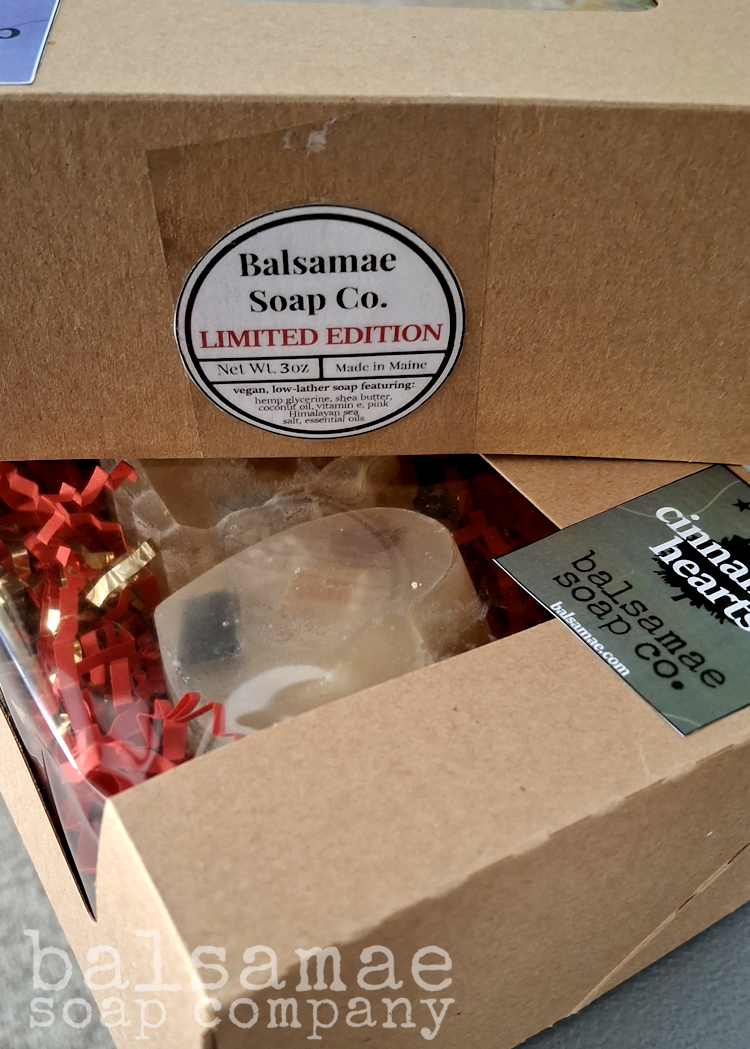 Balsamae
Soap Co.
LIMITED EDITION
Net Wt. 3oz
Made in Maine
vegan, low-lather soap featuring:
hemp glycerine, shea butter,
coconut oil, vitamin e, pink
Himalayan sea
salt, essential oils
hearts
balsamae
soap co.
balsamae.com
balsamae
soap company